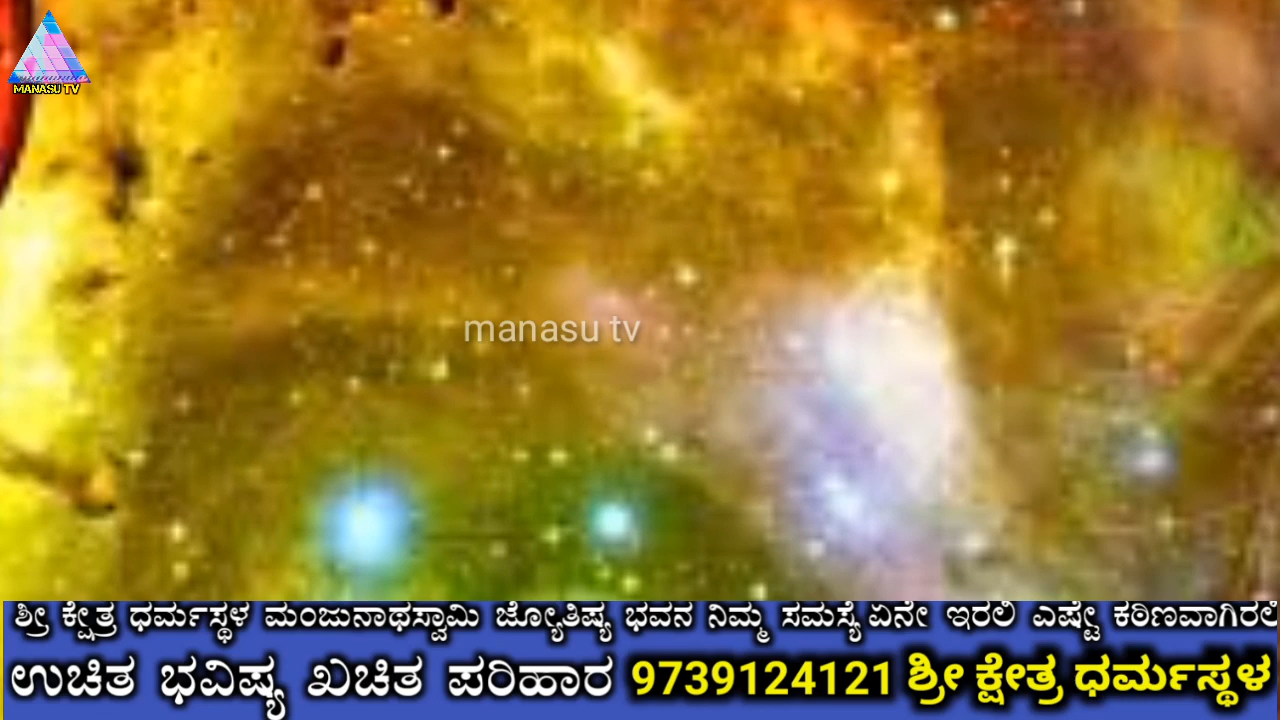 MANASU TV
manasu tv
ಶ್ರೀ ಕ್ಷೇತ್ರ ಧರ್ಮಸ್ಥಳ ಮಂಜುನಾಥಸ್ವಾಮಿ ಜ್ಯೋತಿಷ್ಯ ಭವನ ನಿಮ್ಮ ಸಮಸ್ಯೆ ಏನೇ ಇರಲಿ ಎಷ್ಟೇ ಕಠಿಣವಾಗಿರಲಿ
ಉಚಿತ ಭವಿಷ್ಯ ಖಚಿತ ಪರಿಹಾರ 9739124121 ಶ್ರೀ ಕ್ಷೇತ್ರ ಧರ್ಮಸ್ಥಳ